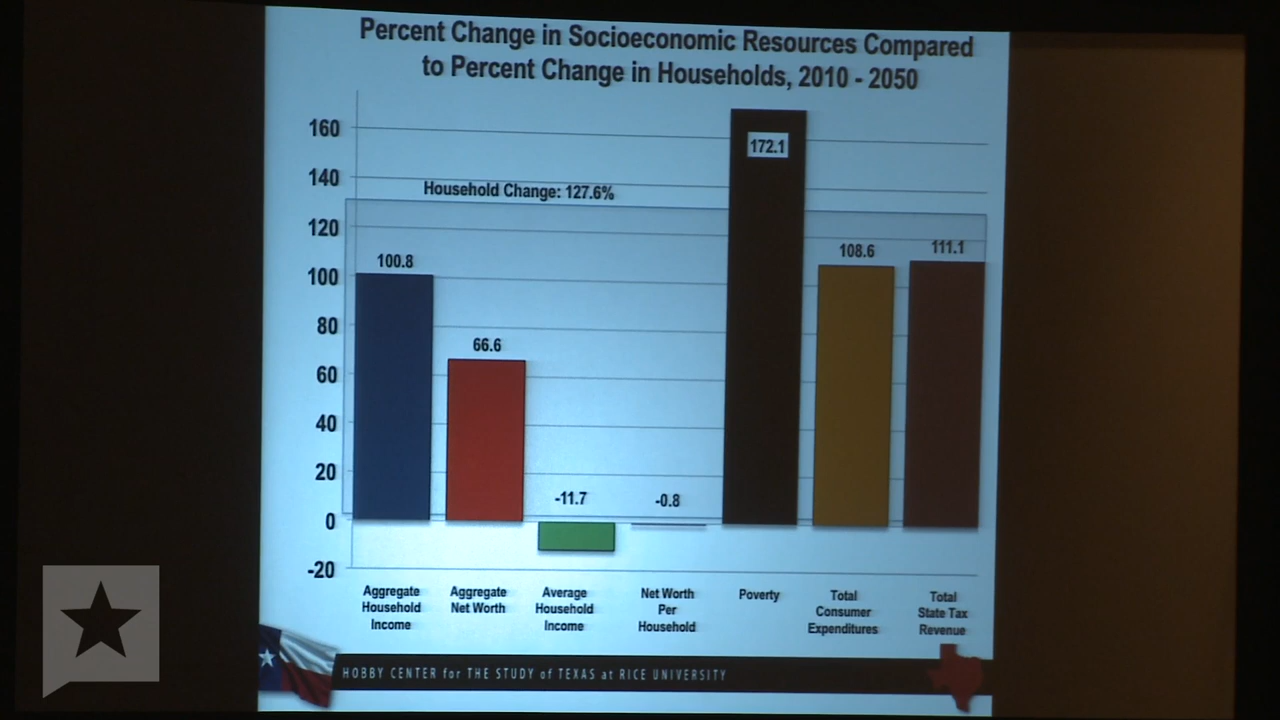 Percent Change in Socioeconomic Resources Compared
to Percent Change in Households, 2010 - 2050
160
140
120
100
80
60
40
20
0
-20
Household Change: 127.6%
100.8
66.6
-11.7
-0.8
172.1
108.6
111.1
Aggregate
Household
Income
Aggregate
Net Worth
Average
Household
Income
Net Worth
Per
Household
Poverty
Total
Consumer
Expenditures
Total
State Tax
Revenue
HOBBY CENTER for THE STUDY of TEXAS at RICE UNIVERSITY